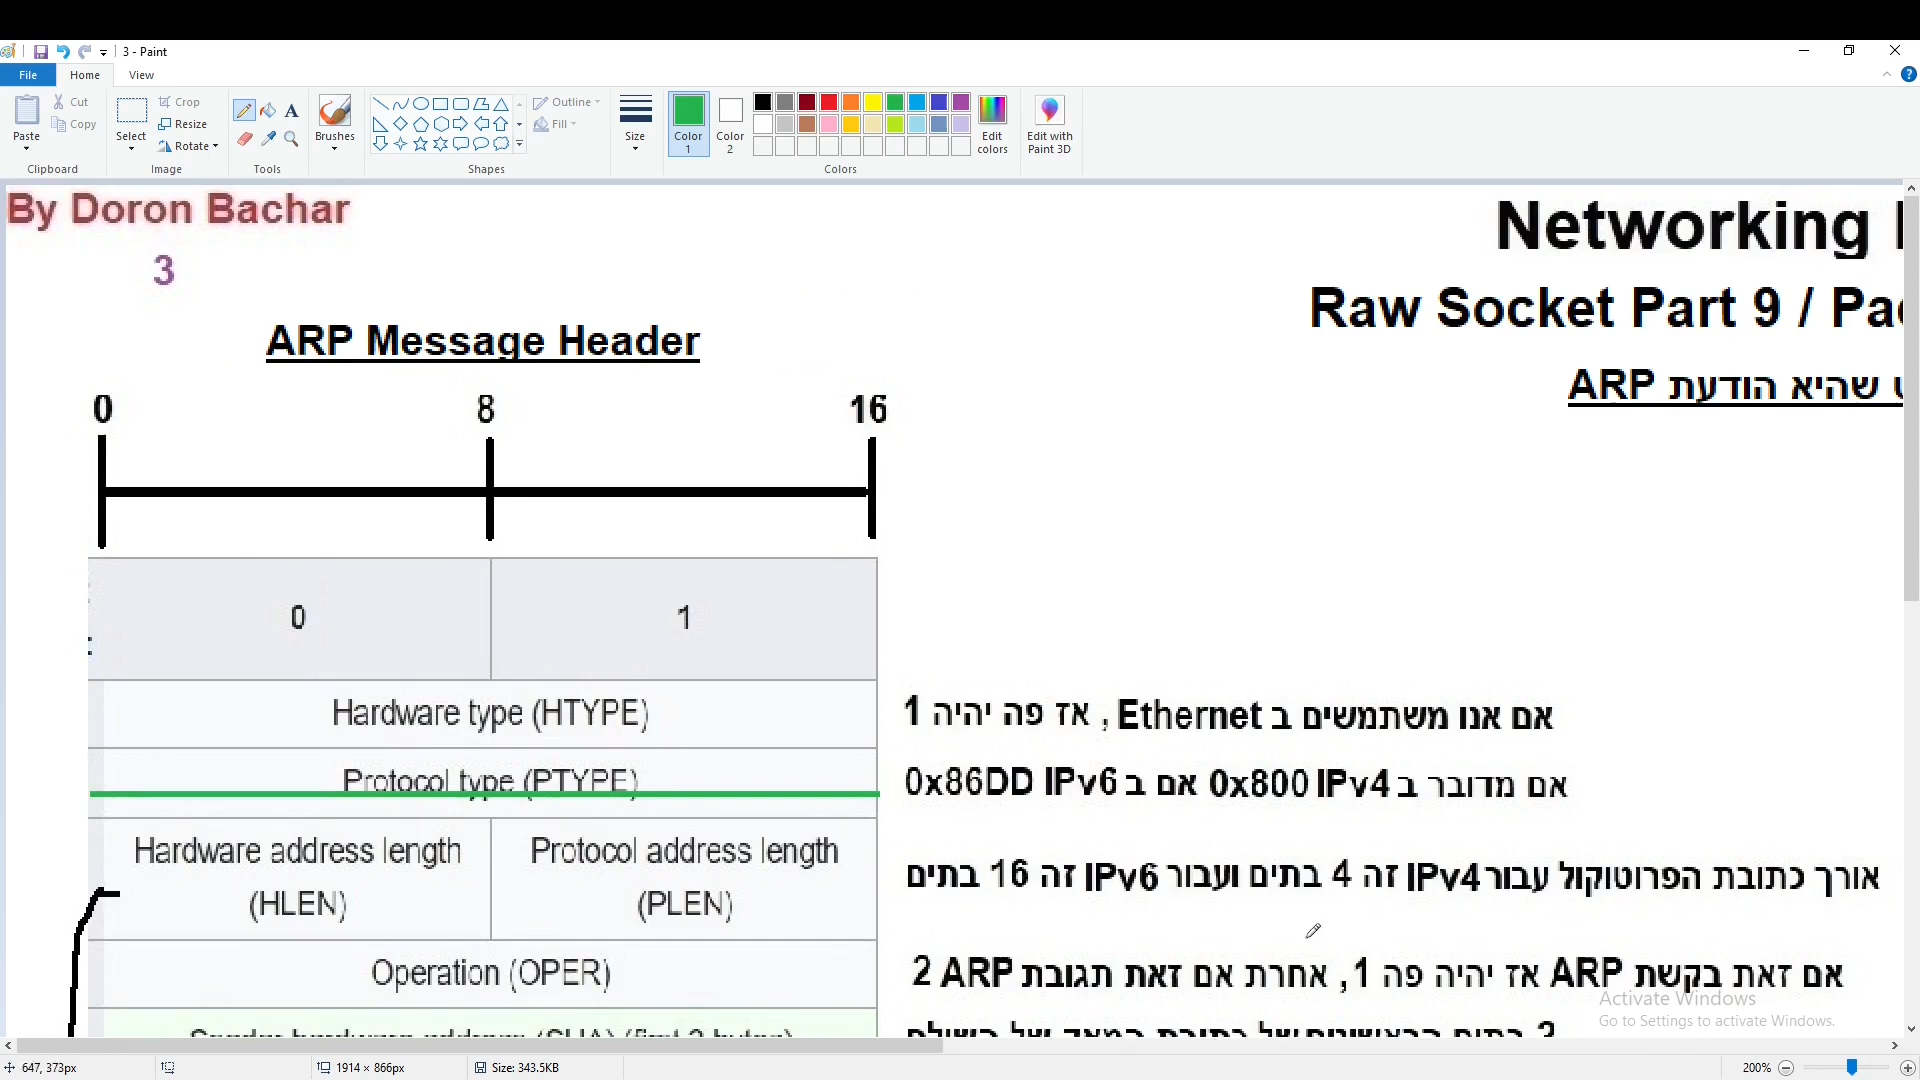 3 - Paint
File
Home
View
Paste
Cut
Copy
Clipboard
Select
Crop
Resize
Rotate
Image
Tools
Brushes
Shapes
Outline
Fill
Size
Color 1
Color 2
Edit colors
Colors
Edit with Paint 3D
By Doron Bachar
3
Networking
Raw Socket Part 9 /
שהיא הודעת ARP
ARP Message Header
0 8 16
0 1
Hardware type (HTYPE)
אם אנו משתמשים ב Ethernet, אז פה יהיה 1
Protocol type (PTYPE)
אם מדובר ב 0x800 IPv4 אם ב 0x86DD IPv6
Hardware address length (HLEN)
Protocol address length (PLEN)
אורך כתובת הפרוטוקול עבור IPv4 זה 4 בתים ועבור IPv6 זה 16 בתים
Operation (OPER)
אם זאת בקשת ARP אז יהיה פה 1, אחרת אם זאת תגובת ARP 2
Activate Windows
Go to Settings to activate Windows.
647, 373px
1914 × 866px
Size: 343.5KB
200%